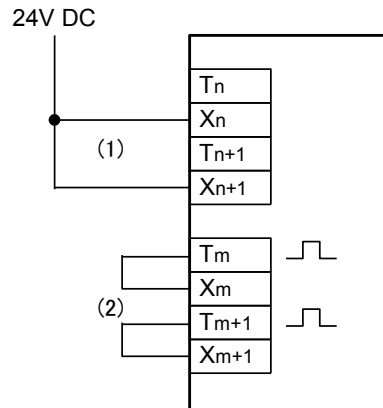 24V DC
Tn
Xn
(1)
Tn+1
Xn+1
Tm
Xm
(2)
Tm+1
Xm+1